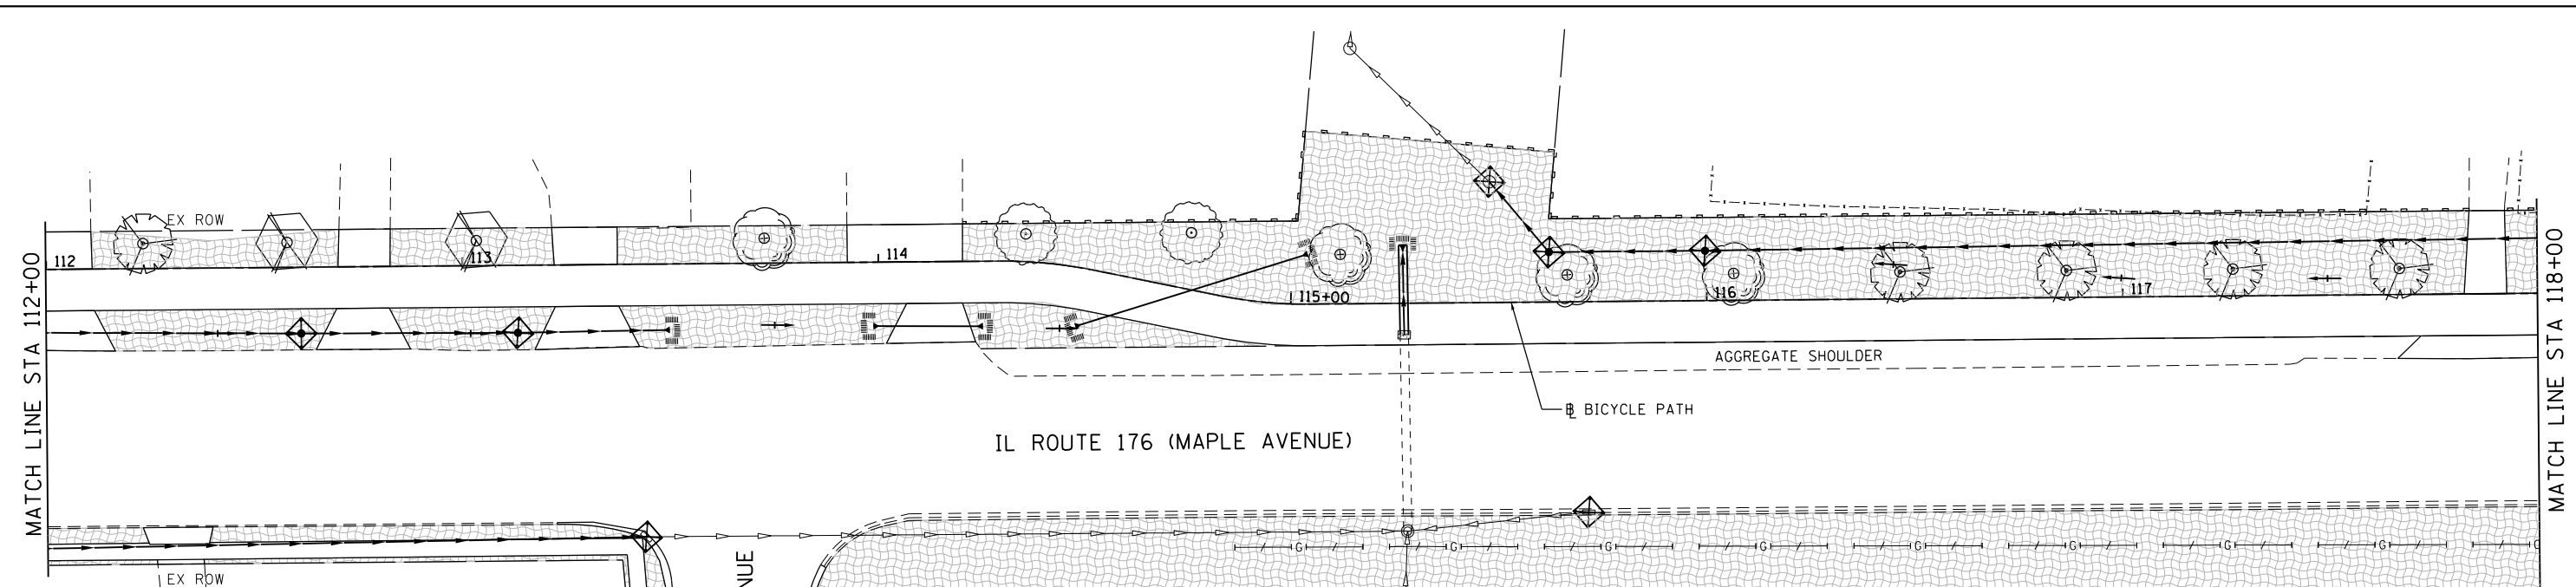 EX ROW
112
113
114
115+00
116
117
MATCH LINE STA 112+00
MATCH LINE STA 118+00
AGGREGATE SHOULDER
BL BICYCLE PATH
IL ROUTE 176 (MAPLE AVENUE)
G G G G G G G
EX ROW
NUE